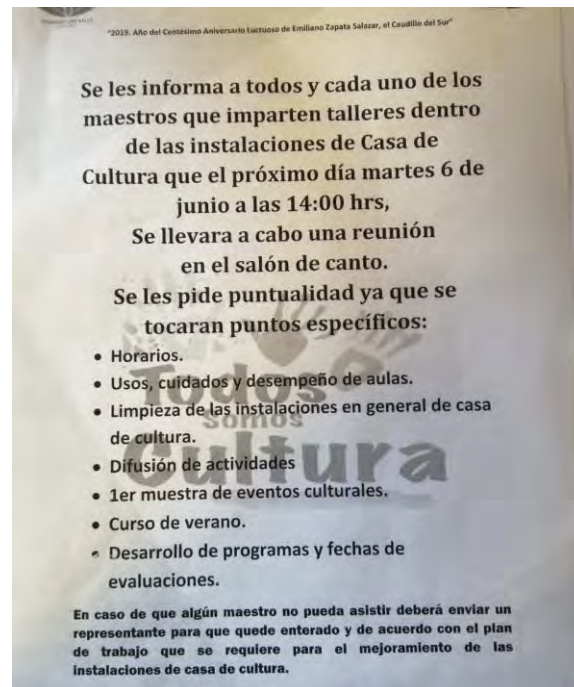 "2019. Año del Centésimo Aniversario Luctuoso de Emiliano Zapata Salazar, el Caudillo del Sur"
Se les informa a todos y cada uno de los
maestros que imparten talleres dentro
de las instalaciones de Casa de
Cultura que el próximo día martes 6 de
junio a las 14:00 hrs,
Se llevara a cabo una reunión
en el salón de canto.
Se les pide puntualidad ya que se
tocaran puntos específicos:
• Horarios.
• Usos, cuidados y desempeño de aulas.
• Limpieza de las instalaciones en general de casa
de cultura.
• Difusión de actividades
• 1er muestra de eventos culturales.
• Curso de verano.
• Desarrollo de programas y fechas de
evaluaciones.
Todos
somos
Cultura
En caso de que algún maestro no pueda asistir deberá enviar un
representante para que quede enterado y de acuerdo con el plan
de trabajo que se requiere para el mejoramiento de las
instalaciones de casa de cultura.